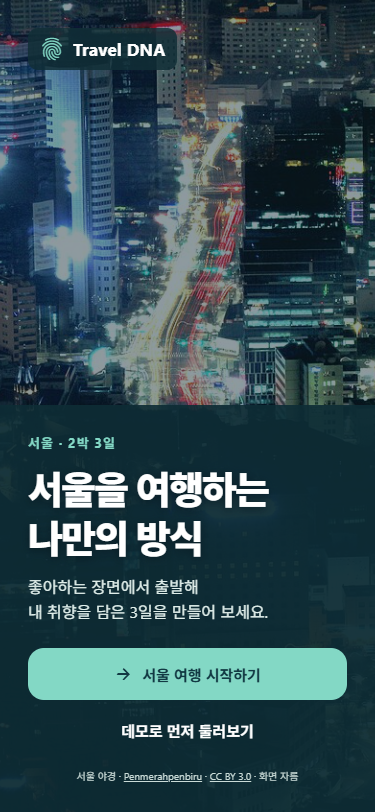 Travel DNA
서울 · 2박 3일
서울을 여행하는
나만의 방식
좋아하는 장면에서 출발해
내 취향을 담은 3일을 만들어 보세요.
→ 서울 여행 시작하기
데모로 먼저 둘러보기
서울 야경 · Penmerahpenbiru · CC BY 3.0 · 화면 자름